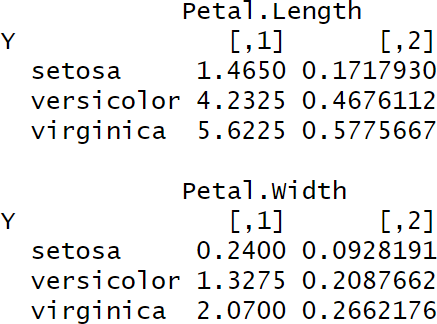 Petal.Length
Y [,1] [,2]
setosa 1.4650 0.1717930
versicolor 4.2325 0.4676112
virginica 5.6225 0.5775667
Petal.Width
Y [,1] [,2]
setosa 0.2400 0.0928191
versicolor 1.3275 0.2087662
virginica 2.0700 0.2662176